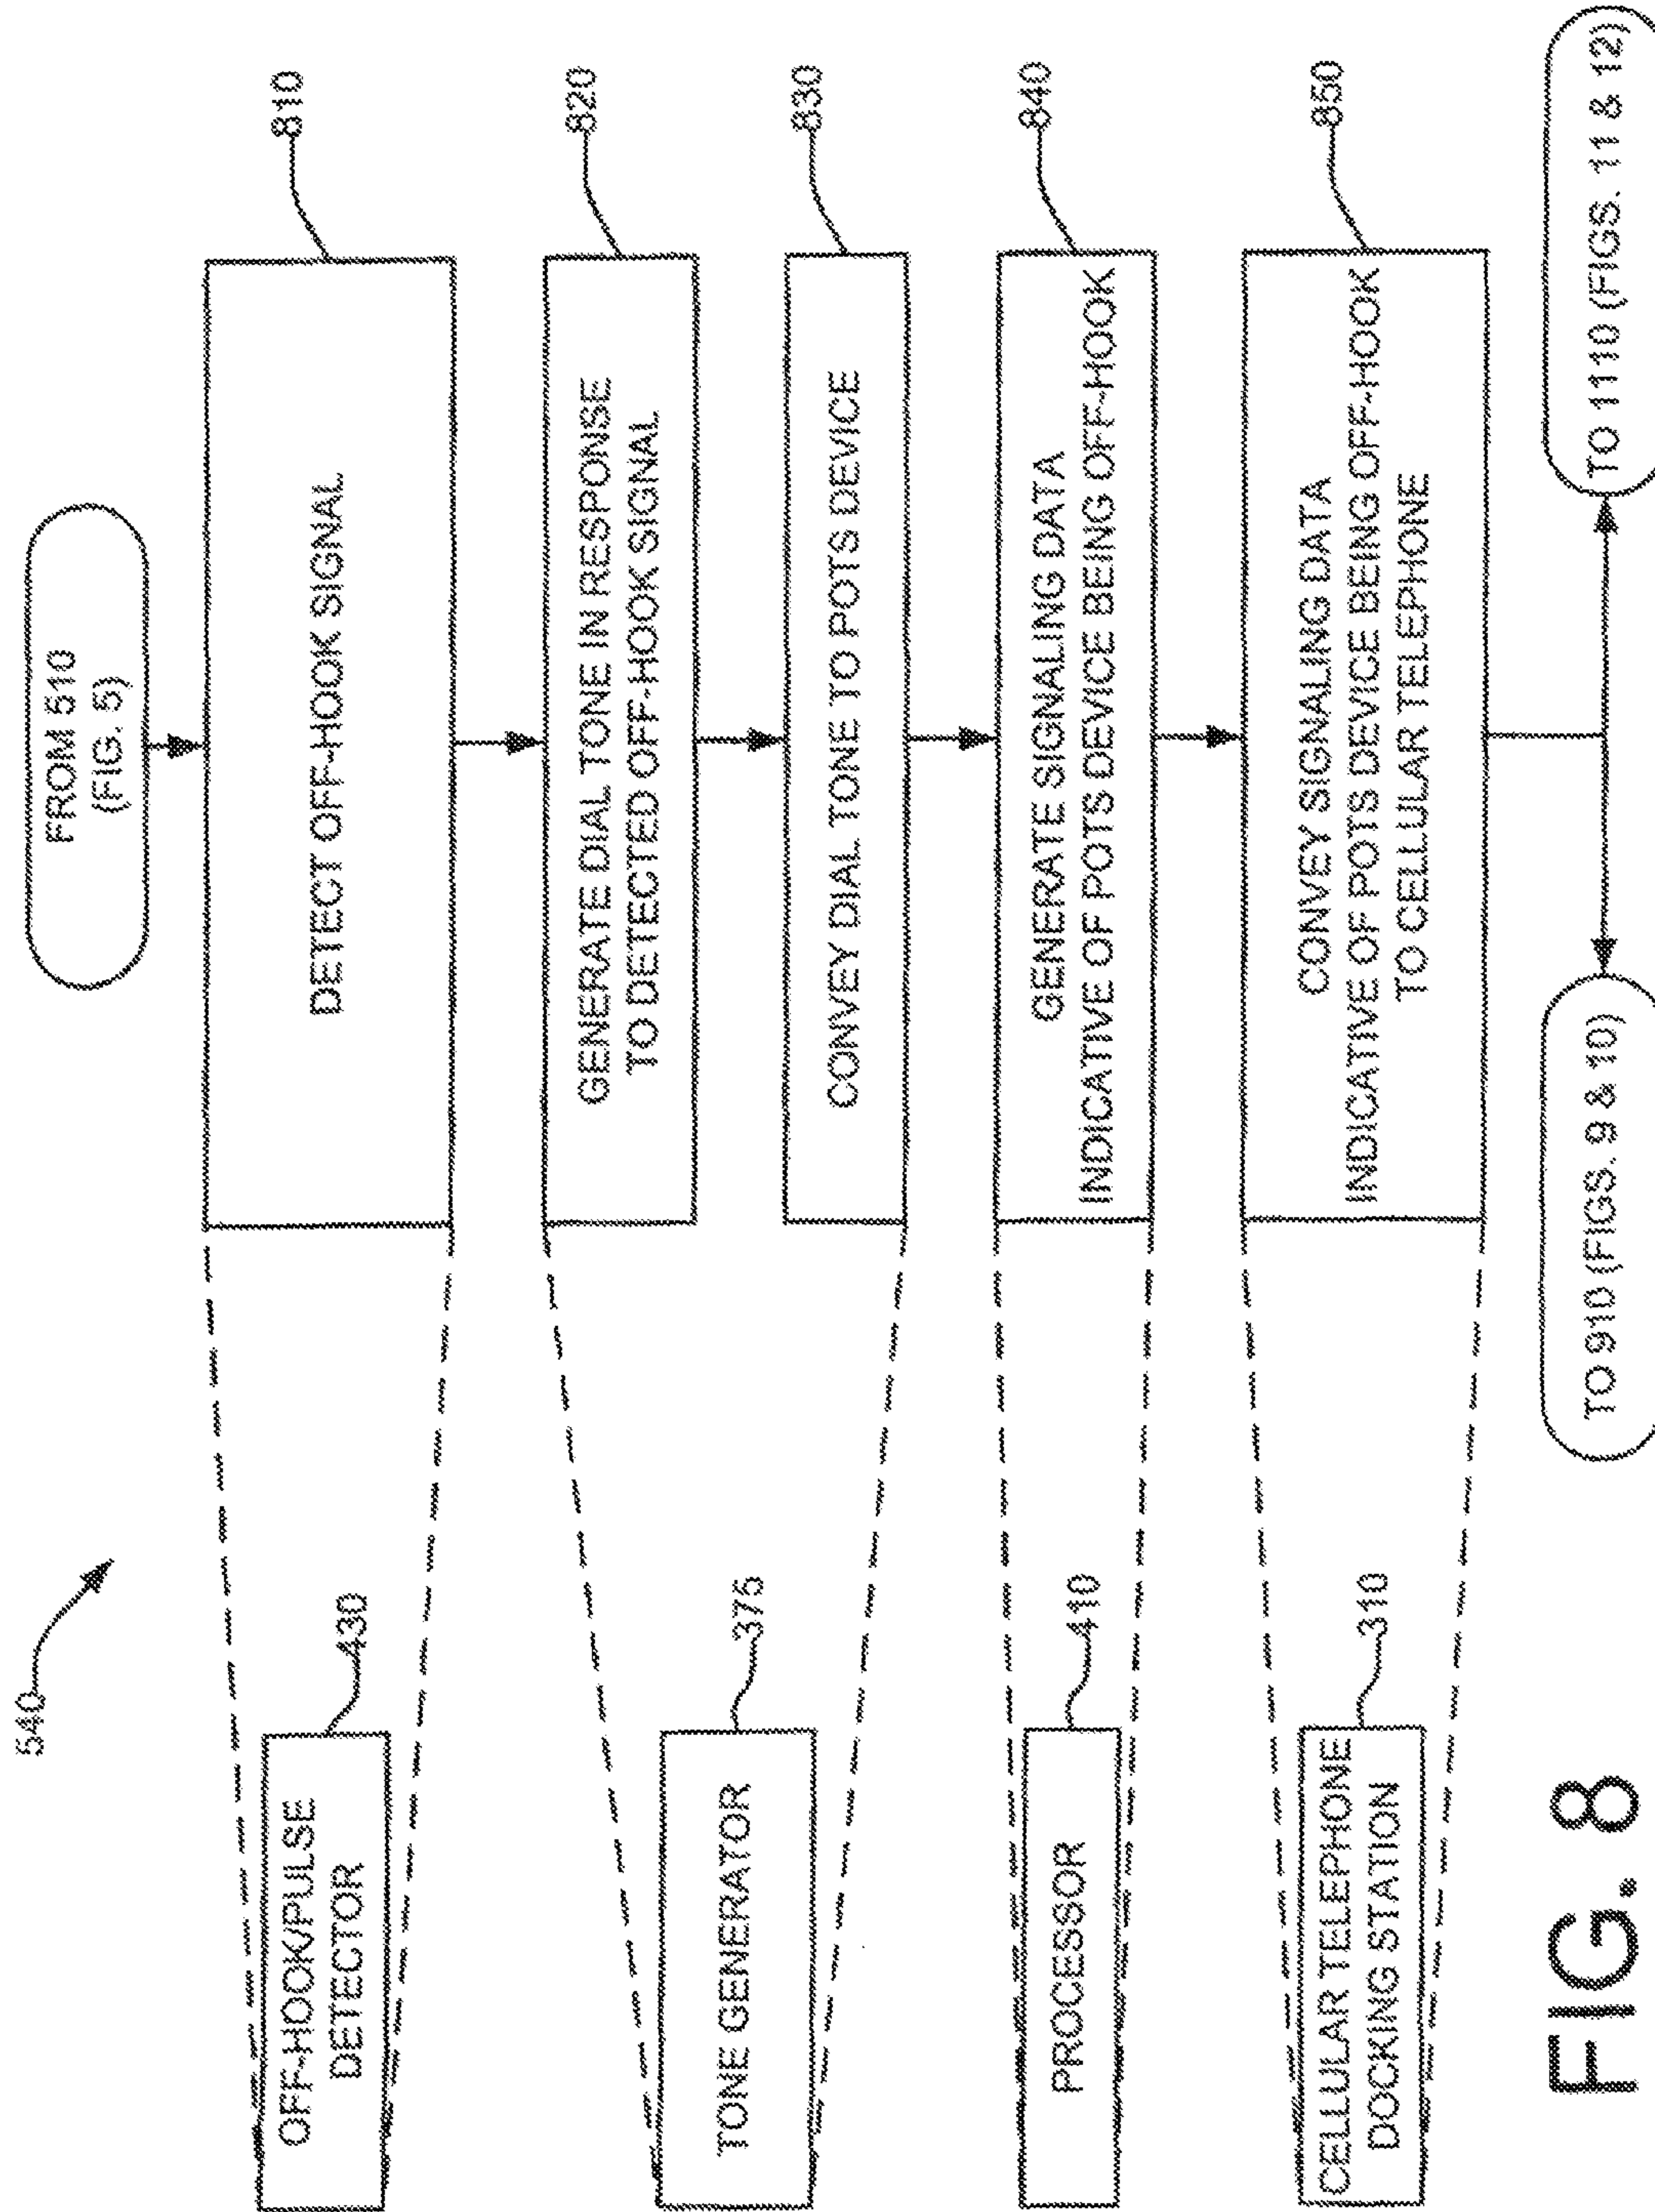 540
FROM 510
(FIG. 5)
OFF-HOOK/PULSE
DETECTOR
430
DETECT OFF-HOOK SIGNAL
810
TONE GENERATOR
375
GENERATE DIAL TONE IN RESPONSE
TO DETECTED OFF-HOOK SIGNAL
820
CONVEY DIAL TONE TO POTS DEVICE
830
PROCESSOR
410
GENERATE SIGNALING DATA
INDICATIVE OF POTS DEVICE BEING OFF-HOOK
840
CELLULAR TELEPHONE
DOCKING STATION
310
CONVEY SIGNALING DATA
INDICATIVE OF POTS DEVICE BEING OFF-HOOK
TO CELLULAR TELEPHONE
850
TO 910 (FIGS. 9 & 10)
TO 1110 (FIGS. 11 & 12)
FIG. 8